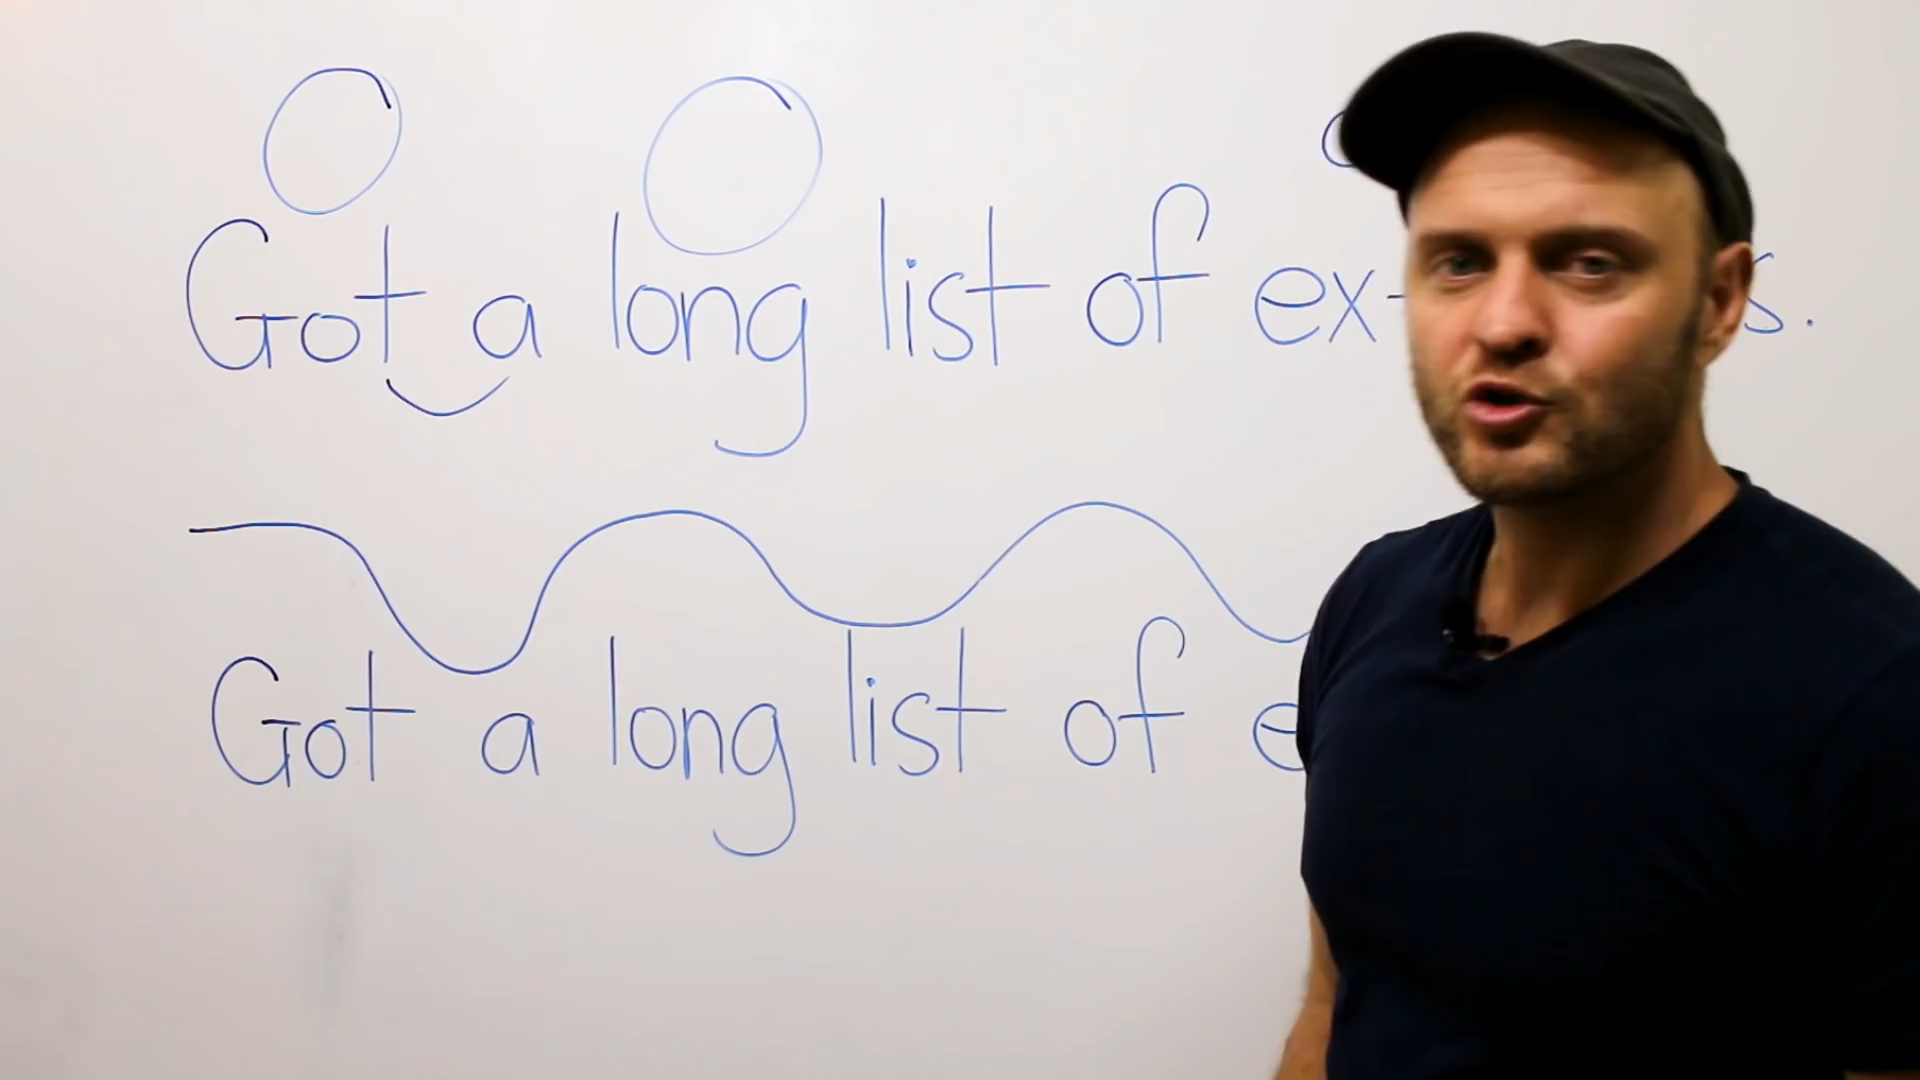 Got a long list of ex- s.
Got a long list of e